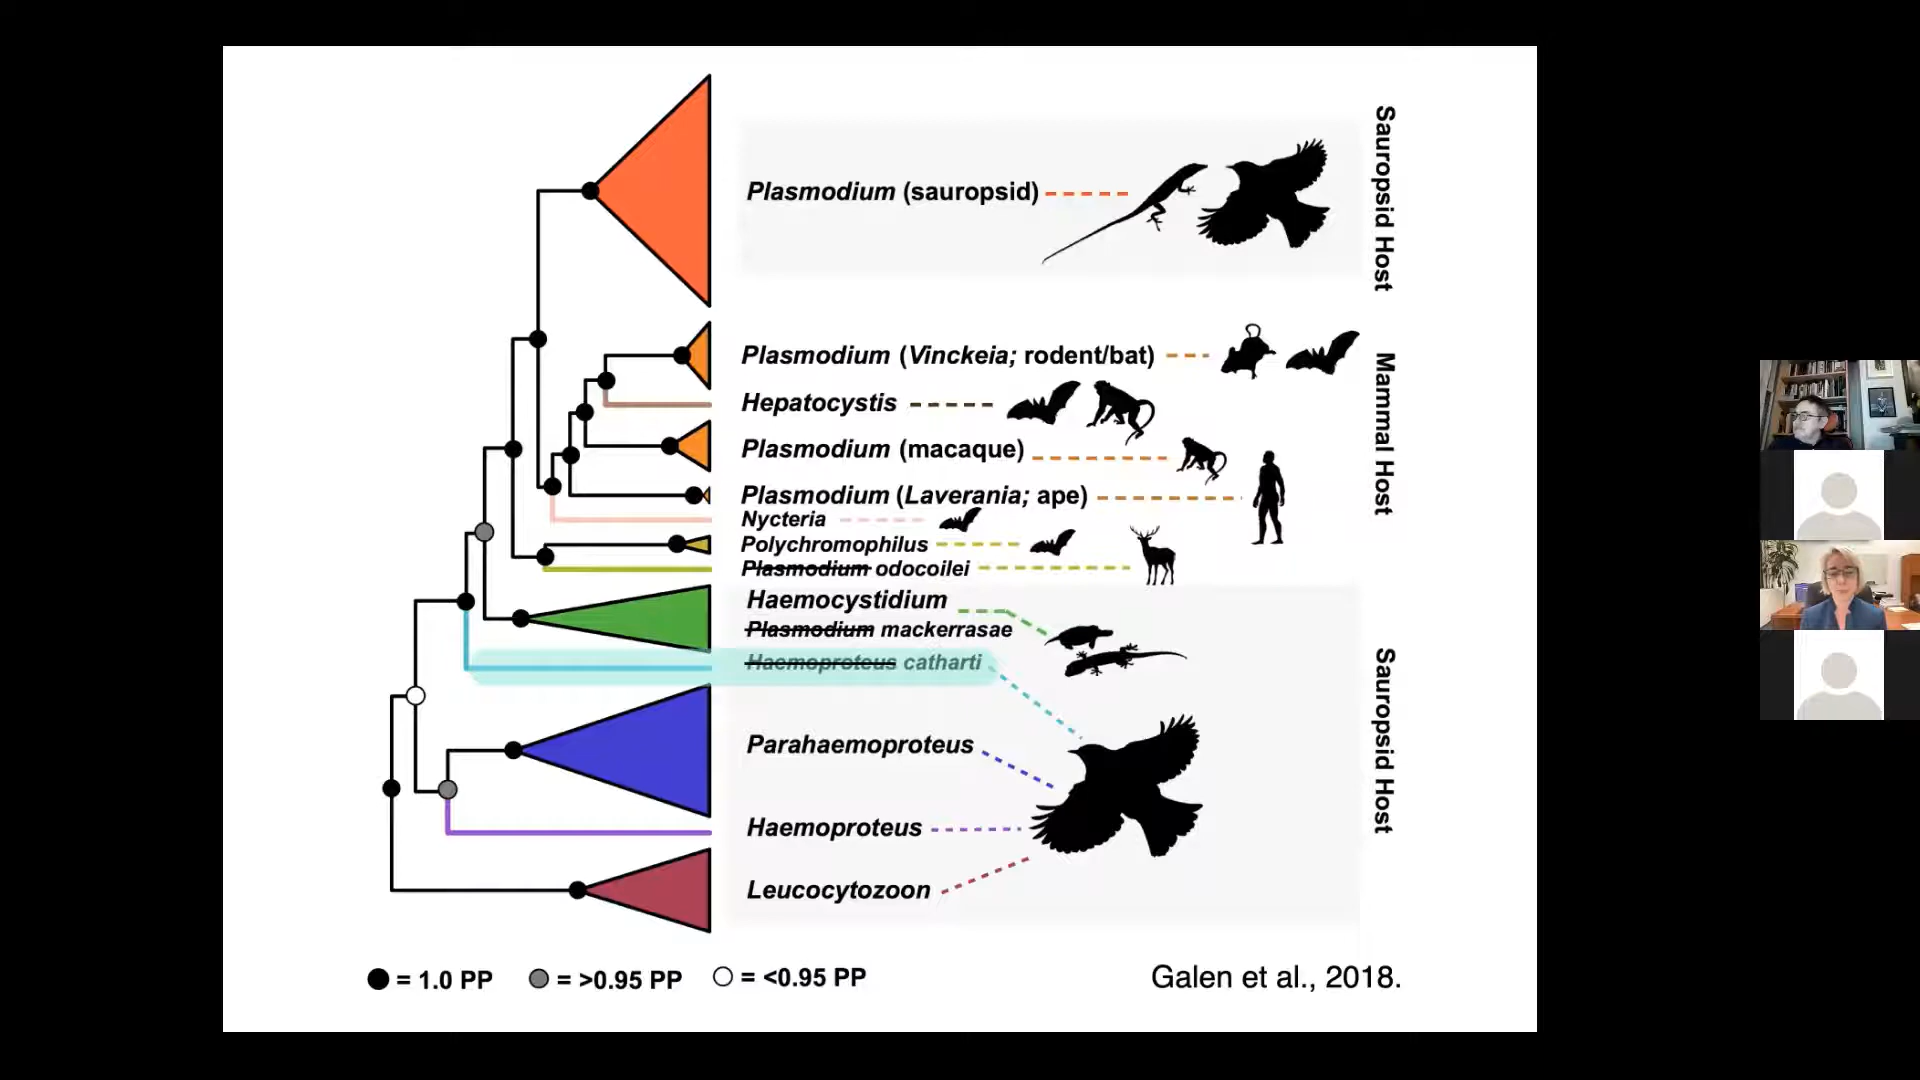 Plasmodium (sauropsid)
Sauropsid Host
Plasmodium (Vinckeia; rodent/bat)
Hepatocystis
Plasmodium (macaque)
Plasmodium (Laverania; ape)
Nycteria
Polychromophilus
Plasmodium odocoilei
Mammal Host
Haemocystidium
Plasmodium mackerrasae
Haemoproteus catharti
Parahaemoproteus
Haemoproteus
Leucocytozoon
Sauropsid Host
= 1.0 PP = >0.95 PP = <0.95 PP
Galen et al., 2018.